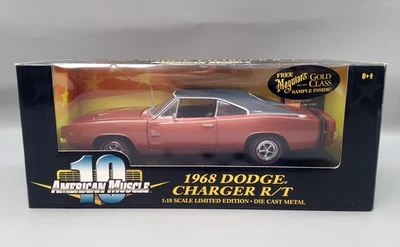 FREE
Meguiar's
GOLD
CLASS
SAMPLE INSIDE!
8+
10
AMERICAN MUSCLE
1968 DODGE
CHARGER R/T
1:18 SCALE LIMITED EDITION • DIE CAST METAL